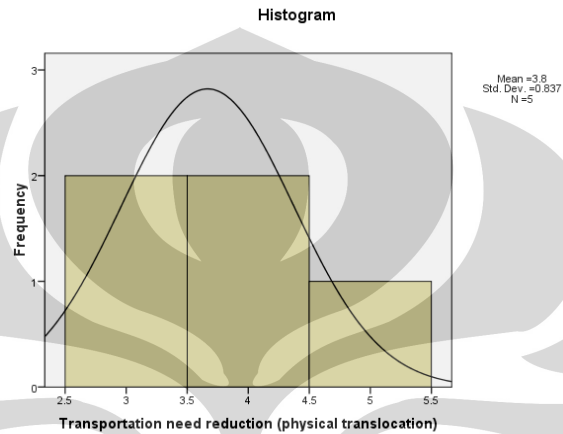 Histogram
Mean =3.8
Std. Dev. =0.837
N =5
Frequency
3
2
1
0
2.5 3 3.5 4 4.5 5 5.5
Transportation need reduction (physical translocation)